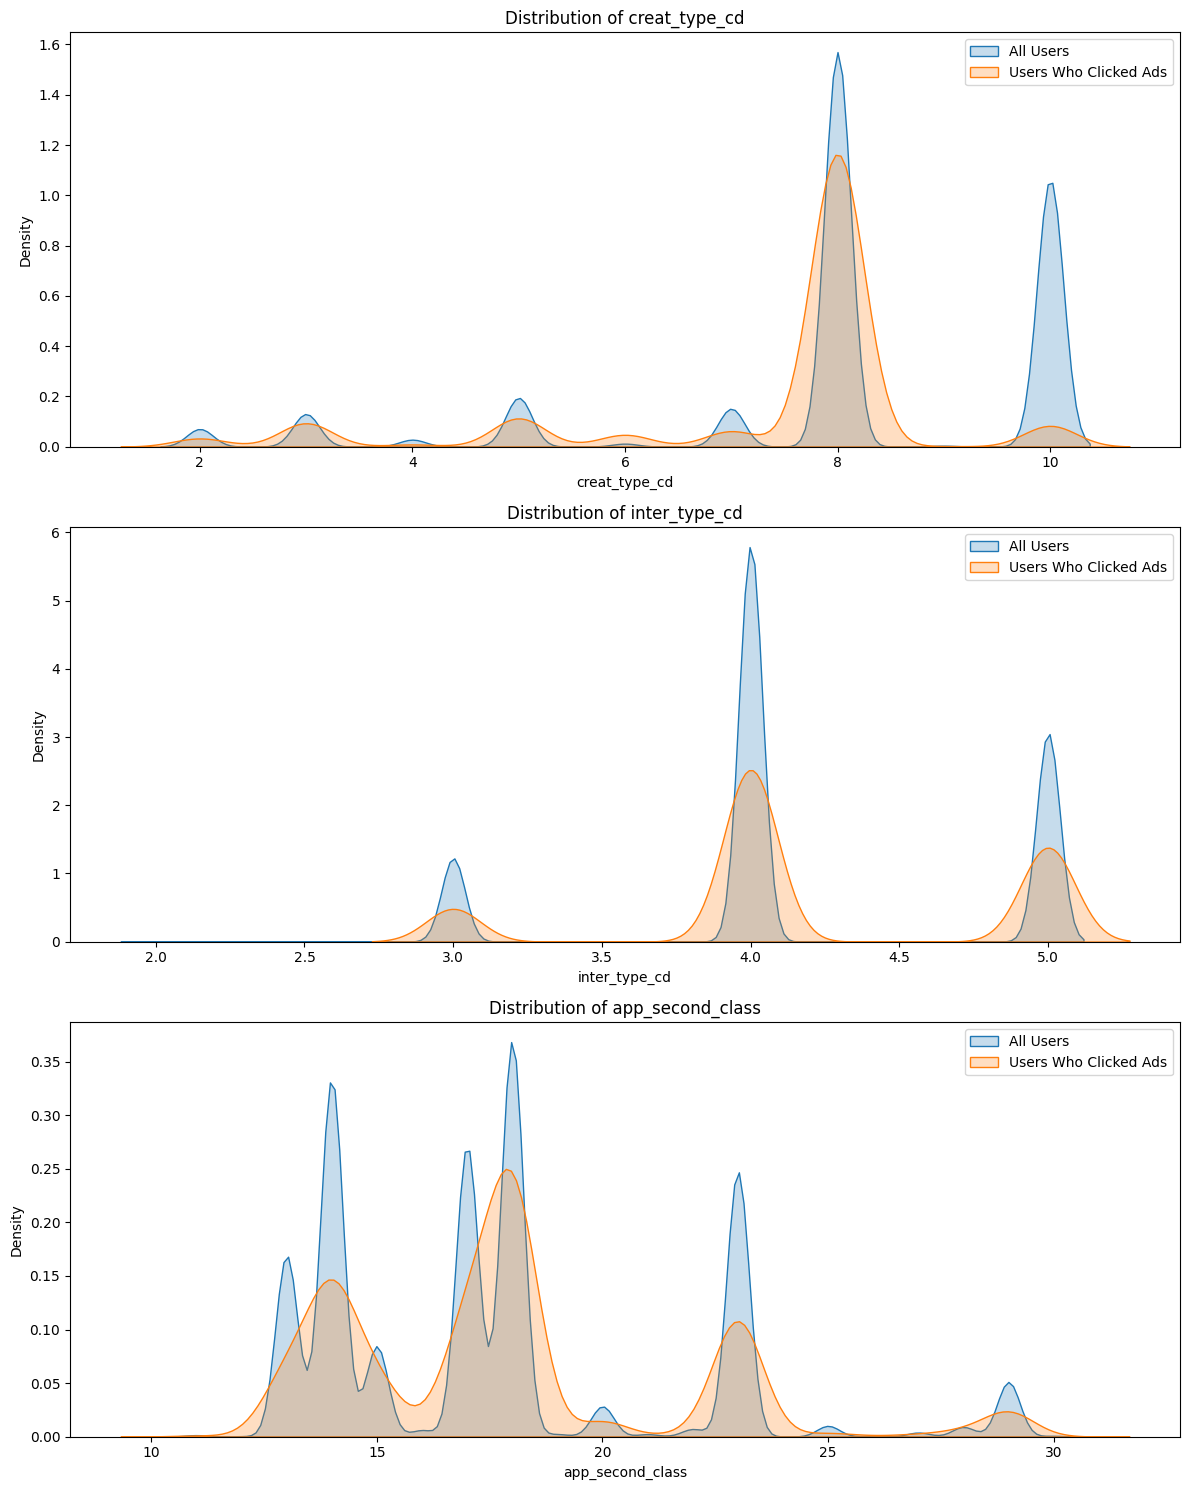 Distribution of creat_type_cd
All Users
Users Who Clicked Ads
1.6
1.4
1.2
1.0
0.8
0.6
0.4
0.2
0.0
Density
2 4 6 8 10
creat_type_cd
Distribution of inter_type_cd
All Users
Users Who Clicked Ads
6
5
4
3
2
1
0
Density
2.0 2.5 3.0 3.5 4.0 4.5 5.0
inter_type_cd
Distribution of app_second_class
All Users
Users Who Clicked Ads
0.35
0.30
0.25
0.20
0.15
0.10
0.05
0.00
Density
10 15 20 25 30
app_second_class